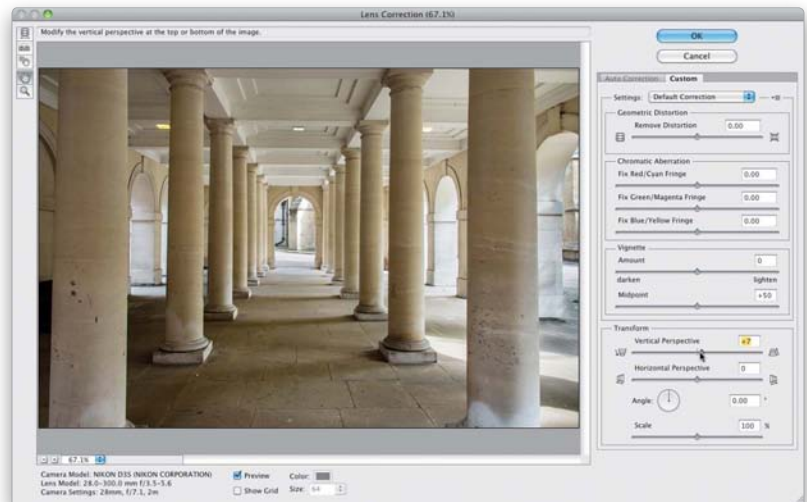 Lens Correction (67.1%)
Modify the vertical perspective at the top or bottom of the image.
OK
Cancel
Auto Correction Custom
Settings: Default Correction
Geometric Distortion
Remove Distortion 0.00
Chromatic Aberration
Fix Red/Cyan Fringe 0.00
Fix Green/Magenta Fringe 0.00
Fix Blue/Yellow Fringe 0.00
Vignette
Amount 0
darken lighten
Midpoint +50
Transform
Vertical Perspective +7
Horizontal Perspective 0
Angle: 0.00 °
Scale 100 %
67.1%
Camera Model: NIKON D3S (NIKON CORPORATION)
Lens Model: 28.0-300.0 mm f/3.5-5.6
Camera Settings: 28mm, f/7.1, 2m
Preview Color:
Show Grid Size: 64